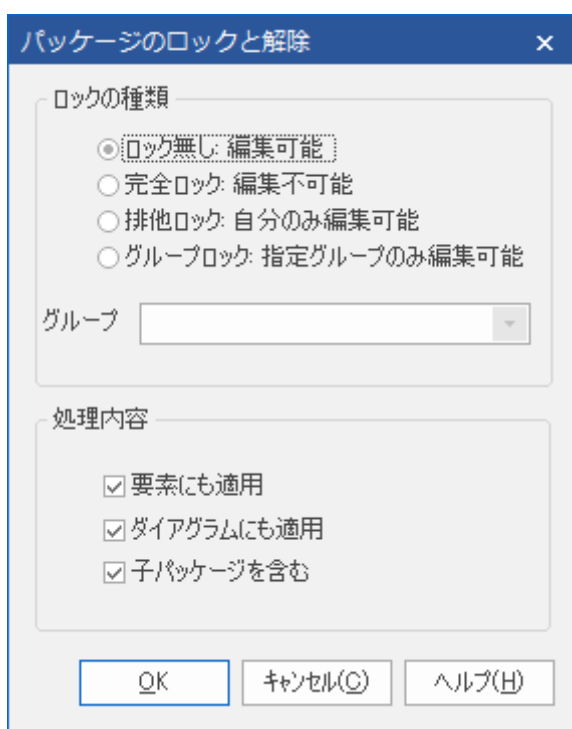 パッケージのロックと解除
ロックの種類
ロック無し: 編集可能
完全ロック: 編集不可能
排他ロック: 自分のみ編集可能
グループロック: 指定グループのみ編集可能
グループ
処理内容
要素にも適用
ダイアグラムにも適用
子パッケージを含む
OK キャンセル(C) ヘルプ(H)